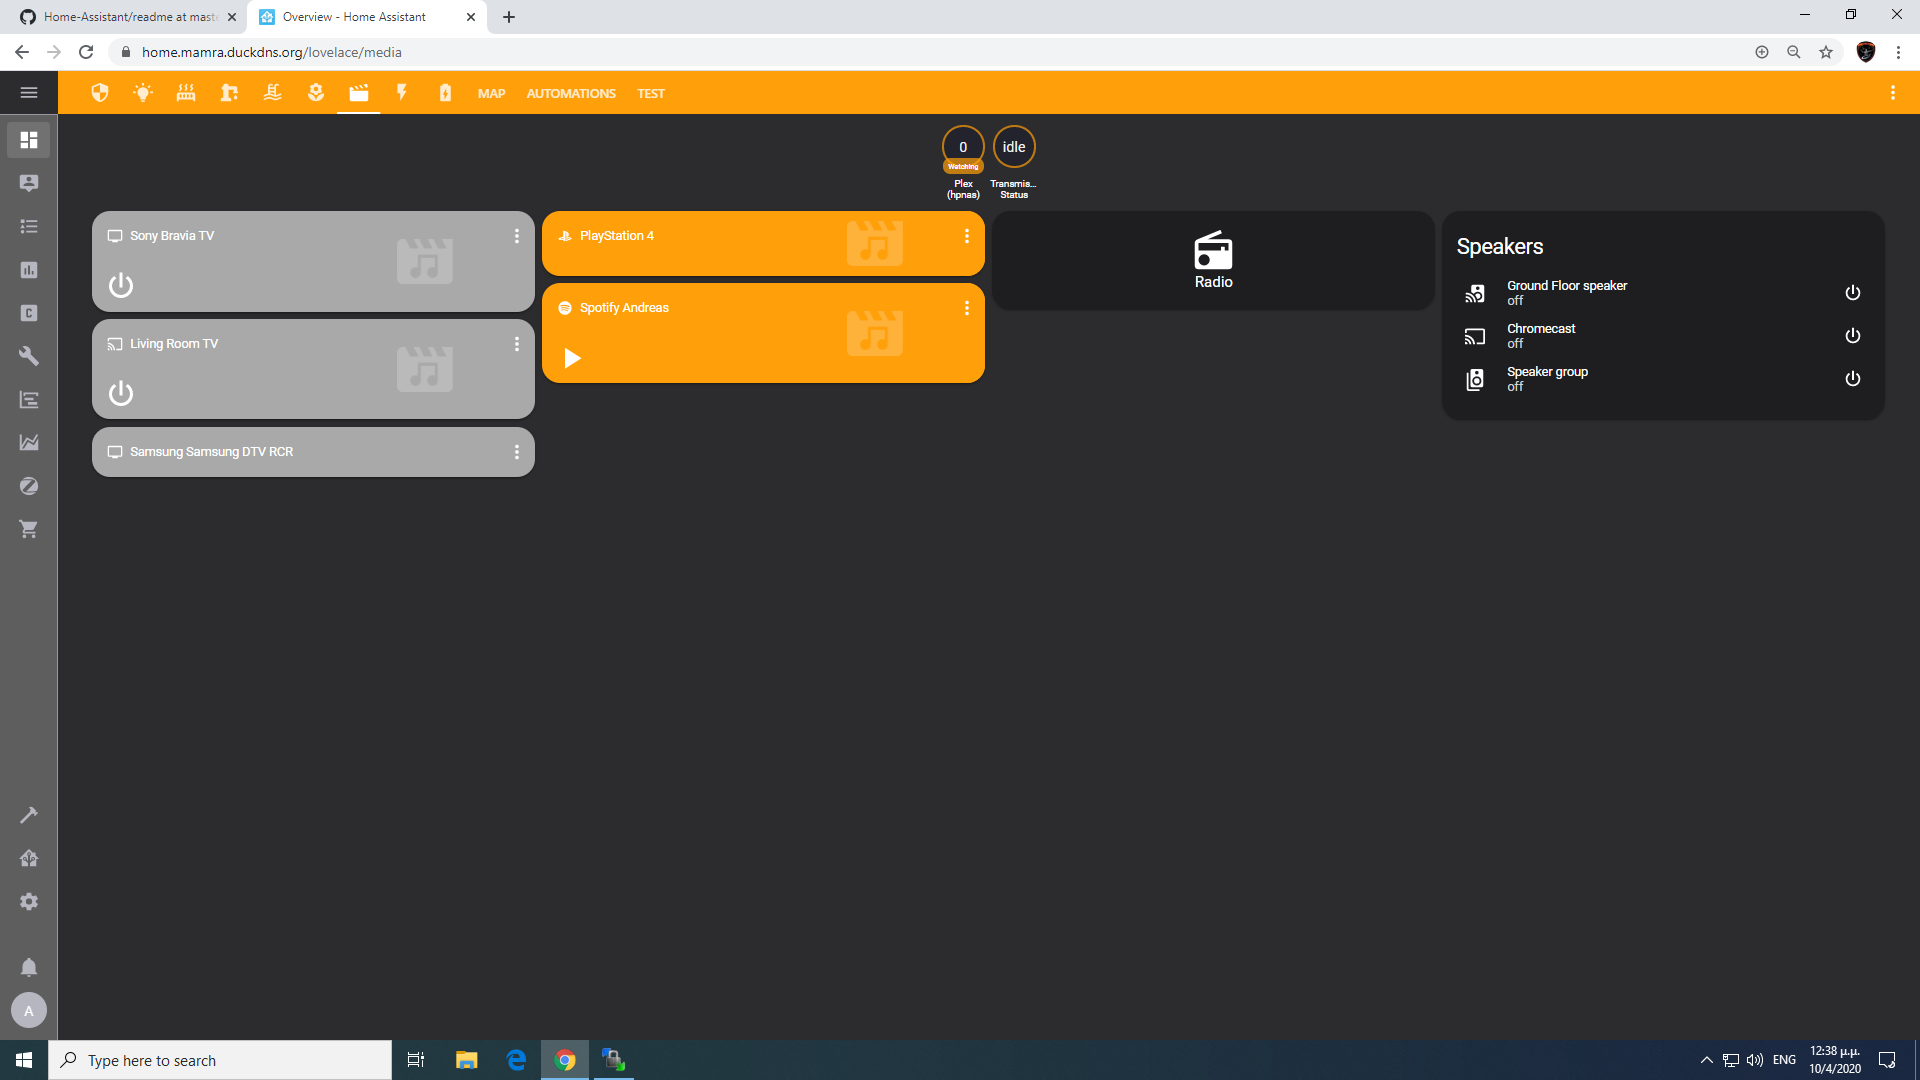 Home-Assistant/readme at mast
Overview - Home Assistant
home.mamra.duckdns.org/lovelace/media
MAP
AUTOMATIONS
TEST
0
Watching
Plex
(hpnas)
idle
Transmis...
Status
Sony Bravia TV
Living Room TV
Samsung Samsung DTV RCR
PlayStation 4
Spotify Andreas
Radio
Speakers
Ground Floor speaker
off
Chromecast
off
Speaker group
off
C
A
Type here to search
ENG
12:38 μ.μ.
10/4/2020